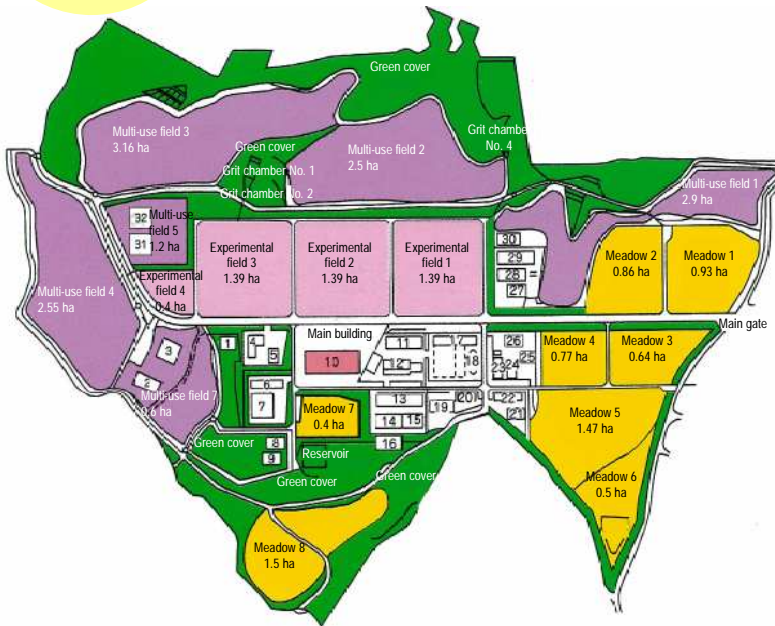 Green cover
Multi-use field 3
3.16 ha
Green cover
Multi-use field 2
2.5 ha
Grit chamber
No. 4
Grit chamber No. 1
Grit chamber No. 2
Multi-use field 1
2.9 ha
32
31
Multi-use
field 5
1.2 ha
Experimental
field 3
1.39 ha
Experimental
field 2
1.39 ha
Experimental
field 1
1.39 ha
30
29
28
27
Meadow 2
0.86 ha
Meadow 1
0.93 ha
Experimental
field 4
0.4 ha
Multi-use field 4
2.55 ha
Main gate
Main building
1
4
5
10
11
12
17
18
26
25
24
23
Meadow 4
0.77 ha
Meadow 3
0.64 ha
3
2
Multi-use field 7
0.6 ha
6
7
Meadow 7
0.4 ha
13
14
15
16
19
20
22
21
Meadow 5
1.47 ha
Green cover
8
9
Reservoir
Green cover
Green cover
Meadow 6
0.5 ha
Meadow 8
1.5 ha